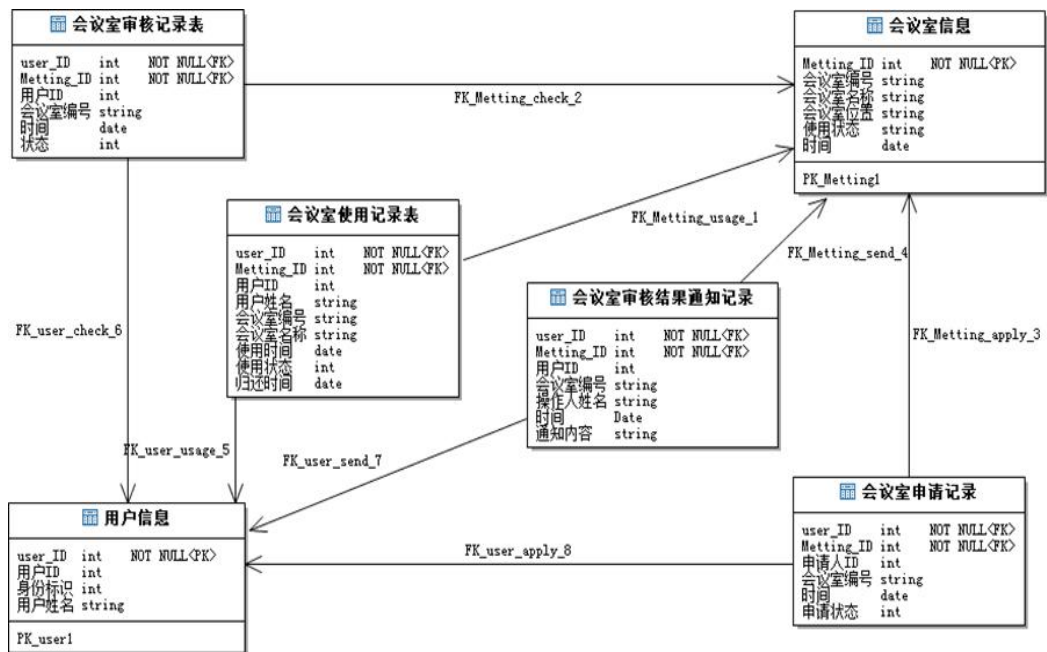 会议室审核记录表
user_ID int NOT NULL<FK>
Metting_ID int NOT NULL<FK>
用户ID int
会议室编号 string
时间 date
状态 int
会议室信息
Metting_ID int NOT NULL<PK>
会议室编号 string
会议室名称 string
会议室位置 string
使用状态 string
时间 date
PK_Metting1
FK_Metting_check_2
会议室使用记录表
user_ID int NOT NULL<FK>
Metting_ID int NOT NULL<FK>
用户ID int
用户姓名 string
会议室编号 string
会议室名称 string
使用时间 date
使用状态 int
归还时间 date
FK_Metting_usage_1
FK_Metting_send_4
会议室审核结果通知记录
user_ID int NOT NULL<FK>
Metting_ID int NOT NULL<FK>
用户ID int
会议室编号 string
操作人姓名 string
时间 Date
通知内容 string
FK_user_check_6
FK_Metting_apply_3
FK_user_usage_5
FK_user_send_7
用户信息
user_ID int NOT NULL<PK>
用户ID int
身份标识 int
用户姓名 string
PK_user1
FK_user_apply_8
会议室申请记录
user_ID int NOT NULL<FK>
Metting_ID int NOT NULL<FK>
申请人ID int
会议室编号 string
时间 date
申请状态 int